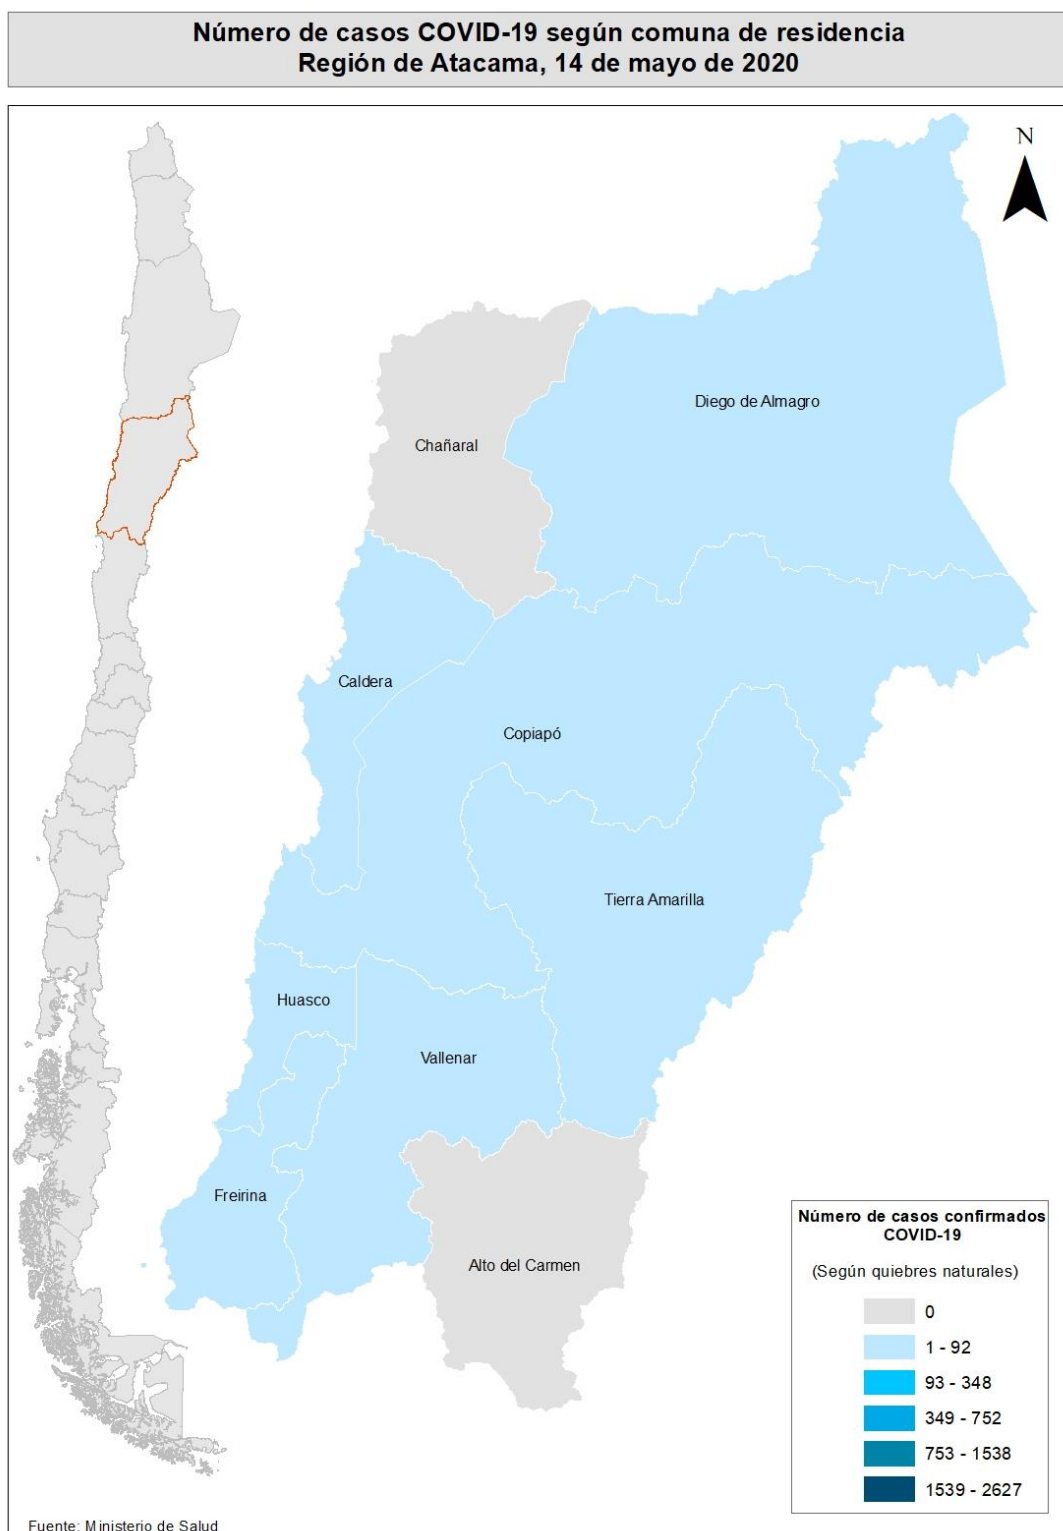 Número de casos COVID-19 según comuna de residencia
Región de Atacama, 14 de mayo de 2020
N
Diego de Almagro
Chañaral
Caldera
Copiapó
Tierra Amarilla
Huasco
Vallenar
Freirina
Alto del Carmen
Número de casos confirmados
COVID-19
(Según quiebres naturales)
0
1 - 92
93 - 348
349 - 752
753 - 1538
1539 - 2627
Fuente: Ministerio de Salud